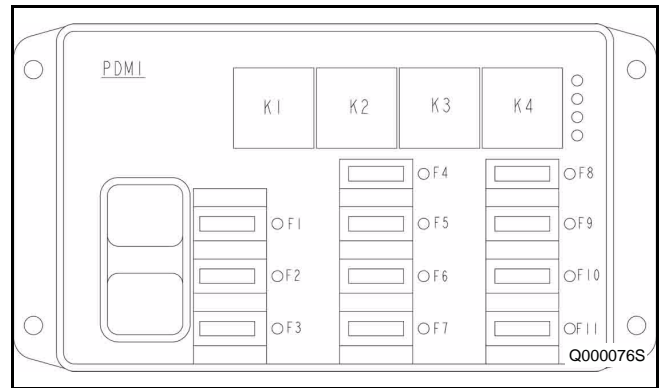 PDM1
K1 K2 K3 K4
F4 F8
F1 F5 F9
F2 F6 F10
F3 F7 F11
Q000076S